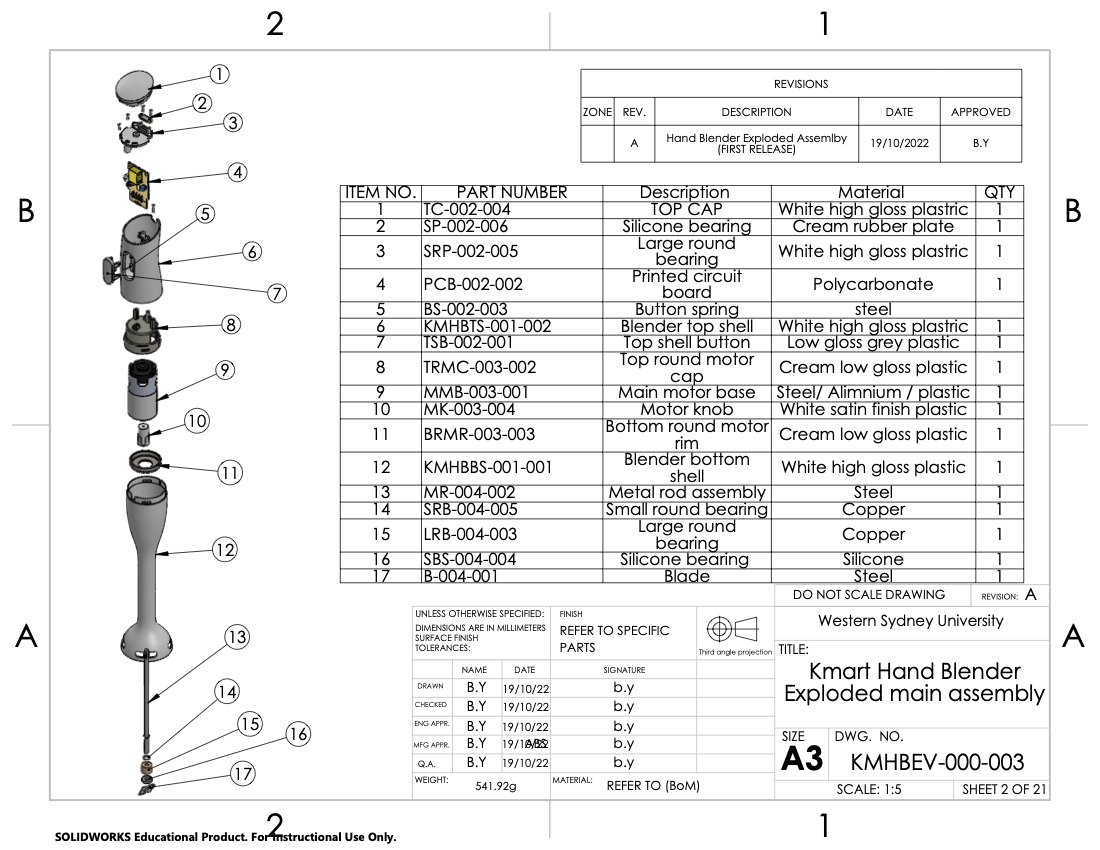 2 1
1
2
3
4
5
6
7
8
9
10
11
12
13
14
15
16
17
B B
A A
REVISIONS
ZONE REV. DESCRIPTION DATE APPROVED
A Hand Blender Exploded Assemlby (FIRST RELEASE) 19/10/2022 B.Y
ITEM NO. PART NUMBER Description Material QTY
1 TC-002-004 TOP CAP White high gloss plastric 1
2 SP-002-006 Silicone bearing Cream rubber plate 1
3 SRP-002-005 Large round bearing White high gloss plastric 1
4 PCB-002-002 Printed circuit board Polycarbonate 1
5 BS-002-003 Button spring steel 1
6 KMHBTS-001-002 Blender top shell White high gloss plastric 1
7 TSB-002-001 Top shell button Low gloss grey plastic 1
8 TRMC-003-002 Top round motor cap Cream low gloss plastic 1
9 MMB-003-001 Main motor base Steel/ Alimnium / plastic 1
10 MK-003-004 Motor knob White satin finish plastic 1
11 BRMR-003-003 Bottom round motor rim Cream low gloss plastic 1
12 KMHBBS-001-001 Blender bottom shell White high gloss plastic 1
13 MR-004-002 Metal rod assembly Steel 1
14 SRB-004-005 Small round bearing Copper 1
15 LRB-004-003 Large round bearing Copper 1
16 SBS-004-004 Silicone bearing Silicone 1
17 B-004-001 Blade Steel 1
DO NOT SCALE DRAWING REVISION: A
UNLESS OTHERWISE SPECIFIED:
DIMENSIONS ARE IN MILLIMETERS
SURFACE FINISH
TOLERANCES:
FINISH
REFER TO SPECIFIC
PARTS
Third angle projection
Western Sydney University
TITLE:
Kmart Hand Blender
Exploded main assembly
NAME DATE SIGNATURE
DRAWN B.Y 19/10/22 b.y
CHECKED B.Y 19/10/22 b.y
ENG APPR. B.Y 19/10/22 b.y
MFG APPR. B.Y 19/10/22 ABS b.y
Q.A. B.Y 19/10/22 b.y
SIZE
A3
DWG. NO.
KMHBEV-000-003
WEIGHT: 541.92g
MATERIAL: REFER TO (BoM)
SCALE: 1:5 SHEET 2 OF 21
2 1
SOLIDWORKS Educational Product. For Instructional Use Only.